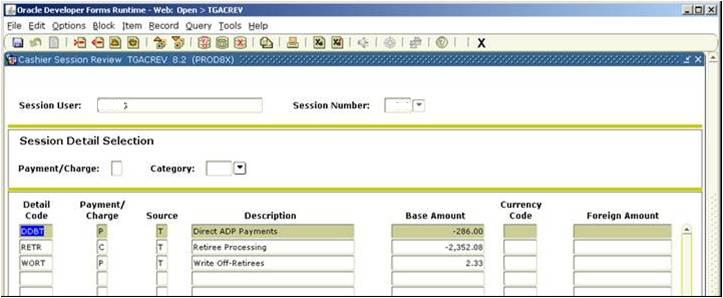 Oracle Developer Forms Runtime - Web: Open > TGACREV
File Edit Options Block Item Record Query Tools Help
X
Cashier Session Review TGACREV 8.2 (PROD8X)
Session User: Session Number:
Session Detail Selection
Payment/Charge: Category:
Detail Code Payment/ Charge Source Description Base Amount Currency Code Foreign Amount
DDBT P T Direct ADP Payments -286.00
RETR C T Retiree Processing -2,352.08
WORT P T Write Off-Retirees 2.33